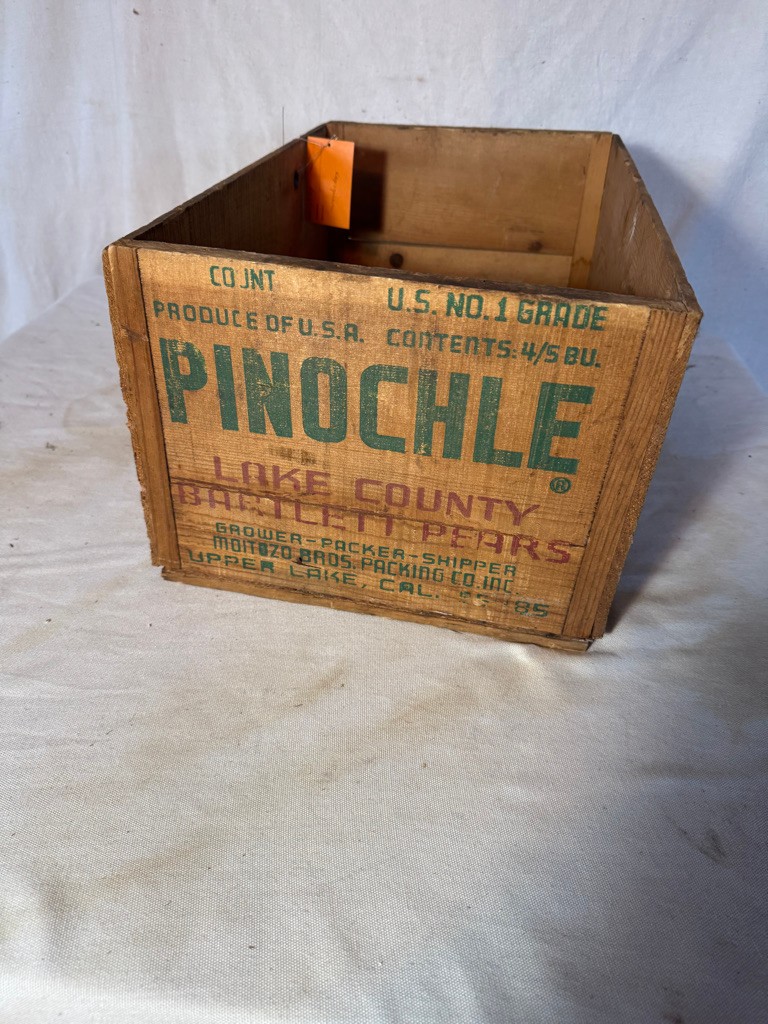 COUNT
U.S. NO.1 GRADE
PRODUCE OF U.S.A.
CONTENTS: 4/5 BU.
PINOCHLE
®
LAKE COUNTY
BARTLETT PEARS
GROWER-PACKER-SHIPPER
MOITOZO BROS. PACKING CO. INC.
UPPER LAKE, CAL.